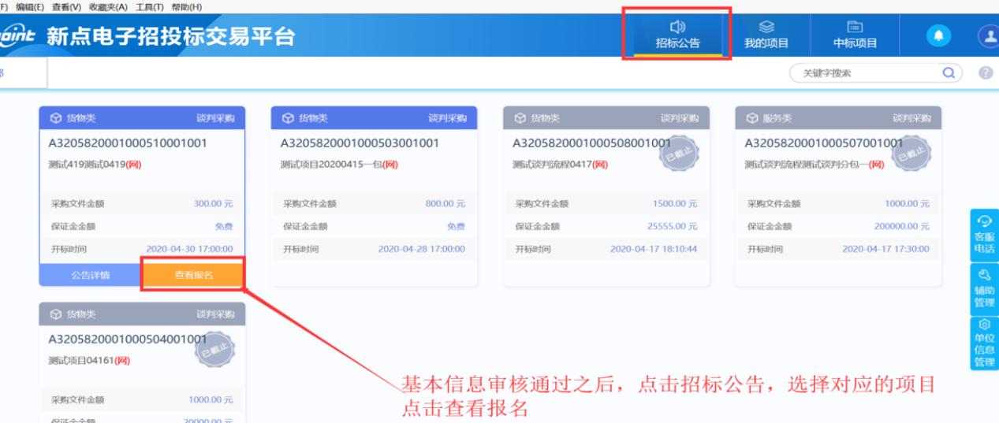 F) 编辑(E) 查看(V) 收藏夹(A) 工具(T) 帮助(H)
point 新点电子招投标交易平台
招标公告
我的项目
中标项目
关键字搜索
?
货物类 谈判采购
A3205820001000510001001
测试419测试0419(网)
采购文件金额 300.00 元
保证金金额 免费
开标时间 2020-04-30 17:00:00
公告详情 查看报名
货物类 谈判采购
A3205820001000503001001
测试项目20200415一包(网)
采购文件金额 800.00 元
保证金金额 免费
开标时间 2020-04-28 17:00:00
货物类 谈判采购
A3205820001000508001001
已截止
测试谈判流程0417(网)
采购文件金额 1500.00 元
保证金金额 25555.00 元
开标时间 2020-04-17 18:10:44
服务类 谈判采购
A3205820001000507001001
已截止
测试谈判流程测试谈判分包一(网)
采购文件金额 1000.00 元
保证金金额 200000.00 元
开标时间 2020-04-17 17:30:00
客服
电话
辅助
管理
单位
信息
管理
货物类 谈判采购
A3205820001000504001001
已截止
测试项目04161(网)
采购文件金额 1000.00 元
保证金金额 20000.00 元
基本信息审核通过之后，点击招标公告，选择对应的项目
点击查看报名